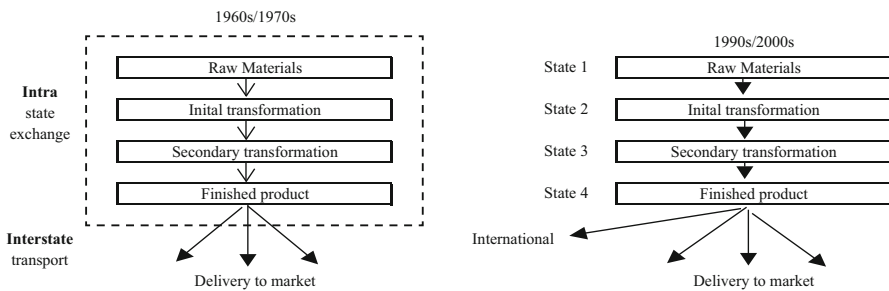 1960s/1970s
Raw Materials
Inital transformation
Secondary transformation
Finished product
Intra
state
exchange
Interstate
transport
Delivery to market
1990s/2000s
State 1
Raw Materials
State 2
Inital transformation
State 3
Secondary transformation
State 4
Finished product
International
Delivery to market